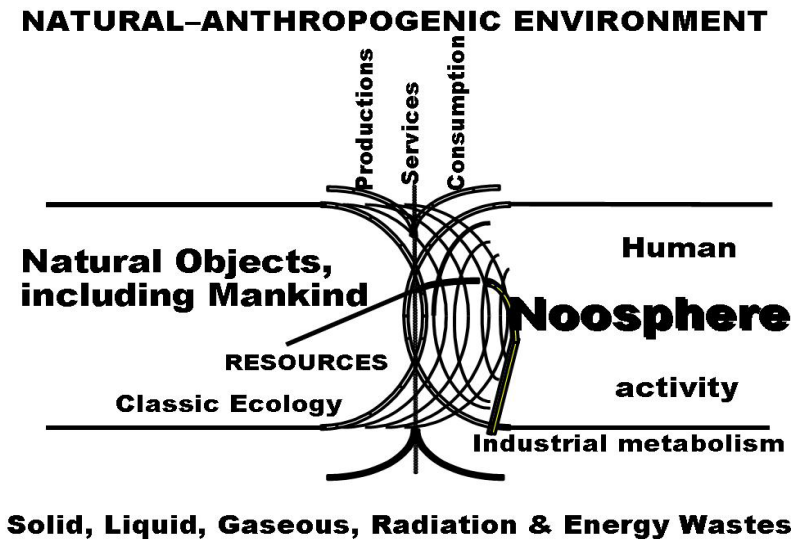 NATURAL–ANTHROPOGENIC ENVIRONMENT
Productions
Services
Consumption
Natural Objects,
including Mankind
Human
Noosphere
RESOURCES
activity
Classic Ecology
Industrial metabolism
Solid, Liquid, Gaseous, Radiation & Energy Wastes